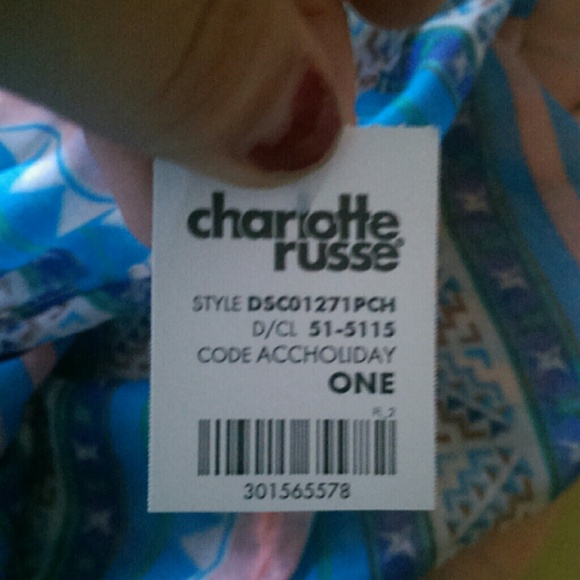 charlotte
russe®
STYLE DSC01271PCH
D/CL 51-5115
CODE ACCHOLIDAY
ONE
301565578